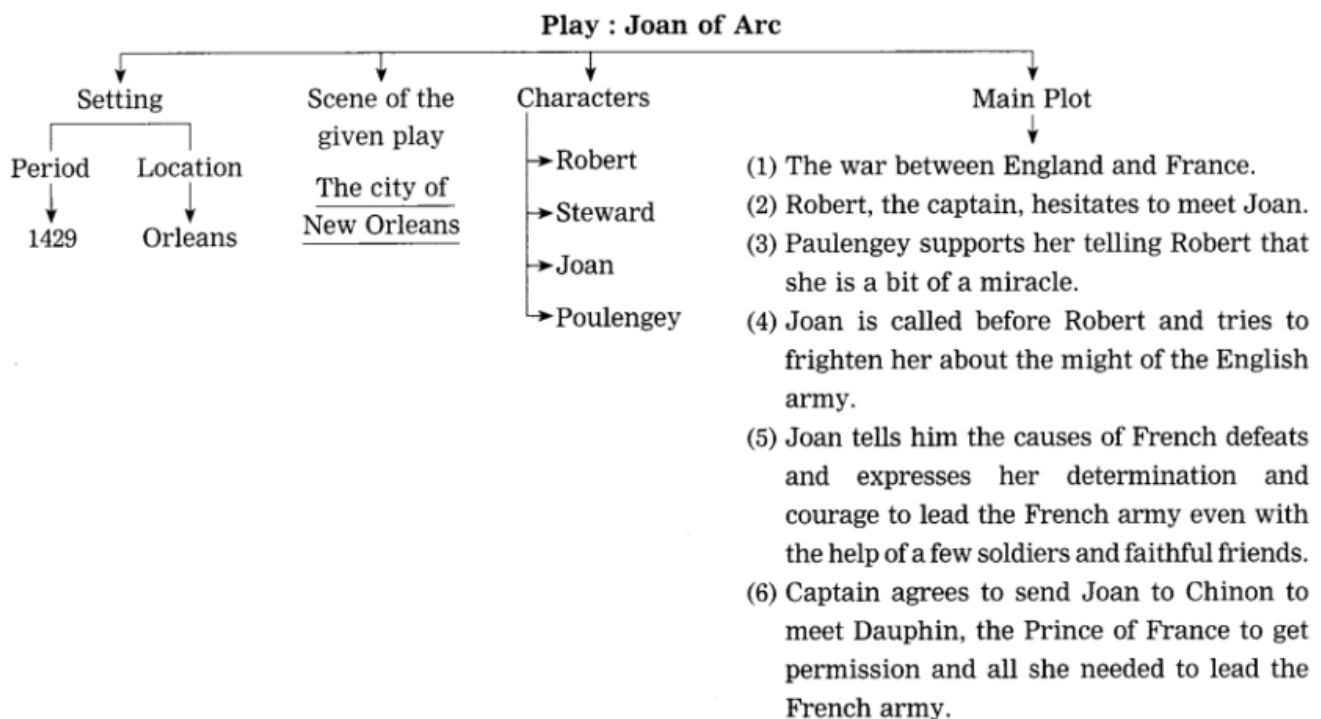 Play : Joan of Arc
Setting
Scene of the
given play
The city of
New Orleans
Characters
Main Plot
Period
Location
1429
Orleans
Robert
Steward
Joan
Poulengey
(1) The war between England and France.
(2) Robert, the captain, hesitates to meet Joan.
(3) Paulengey supports her telling Robert that
she is a bit of a miracle.
(4) Joan is called before Robert and tries to
frighten her about the might of the English
army.
(5) Joan tells him the causes of French defeats
and expresses her determination and
courage to lead the French army even with
the help of a few soldiers and faithful friends.
(6) Captain agrees to send Joan to Chinon to
meet Dauphin, the Prince of France to get
permission and all she needed to lead the
French army.